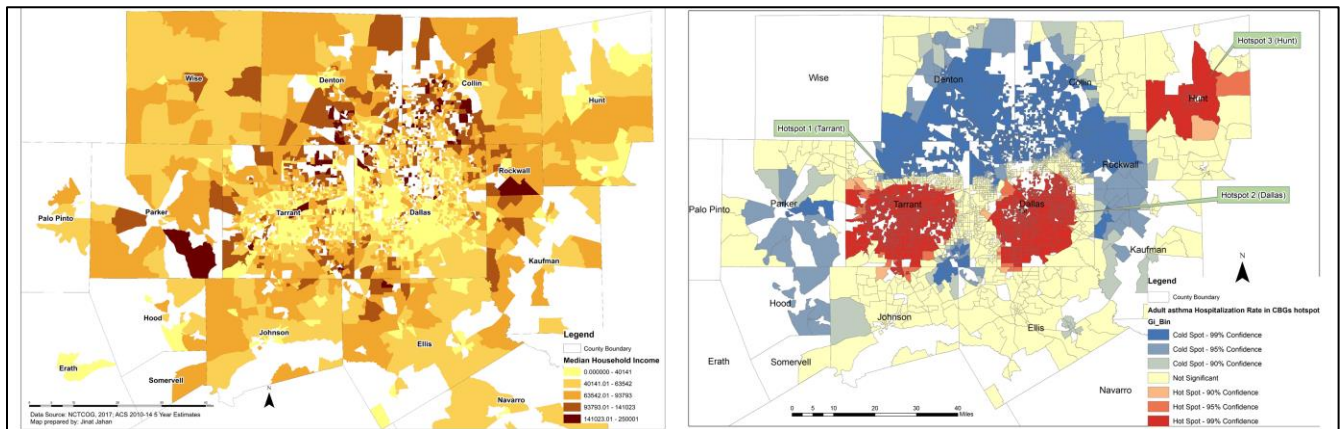 Wise
Denton
Collin
Hunt
Rockwall
Parker
Palo Pinto
Tarrant
Dallas
Kaufman
Hood
Johnson
Ellis
Erath
Somervell
Navarro
N
Data Source: NCTCOG, 2017; ACS 2010-14 5 Year Estimates
Map prepared by: Jinat Jahan
Legend
County Boundary
Median Household Income
0.000000 - 40141
40141.01 - 63542
63542.01 - 93793
93793.01 - 141023
141023.01 - 250001
Hotspot 3 (Hunt)
Wise
Denton
Collin
Hunt
Hotspot 1 (Tarrant)
Rockwall
Hotspot 2 (Dallas)
Palo Pinto
Parker
Tarrant
Dallas
Kaufman
Hood
Johnson
Ellis
Erath
Somervell
Navarro
N
Legend
County Boundary
Adult asthma Hospitalization Rate in CBGs hotspot
Gi_Bin
Cold Spot - 99% Confidence
Cold Spot - 95% Confidence
Cold Spot - 90% Confidence
Not Significant
Hot Spot - 90% Confidence
Hot Spot - 95% Confidence
Hot Spot - 99% Confidence
0 5 10 20 30 40
Miles